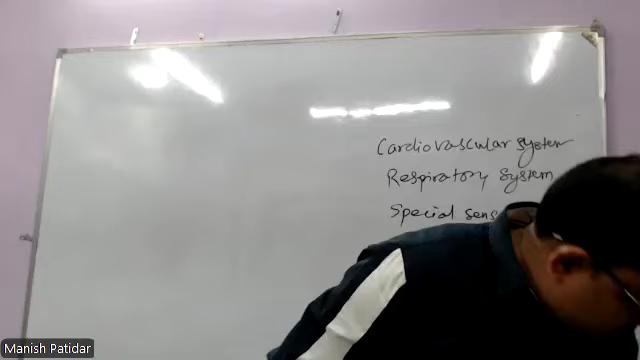 Cardiovascular system
Respiratory system
Special
Manish Patidar